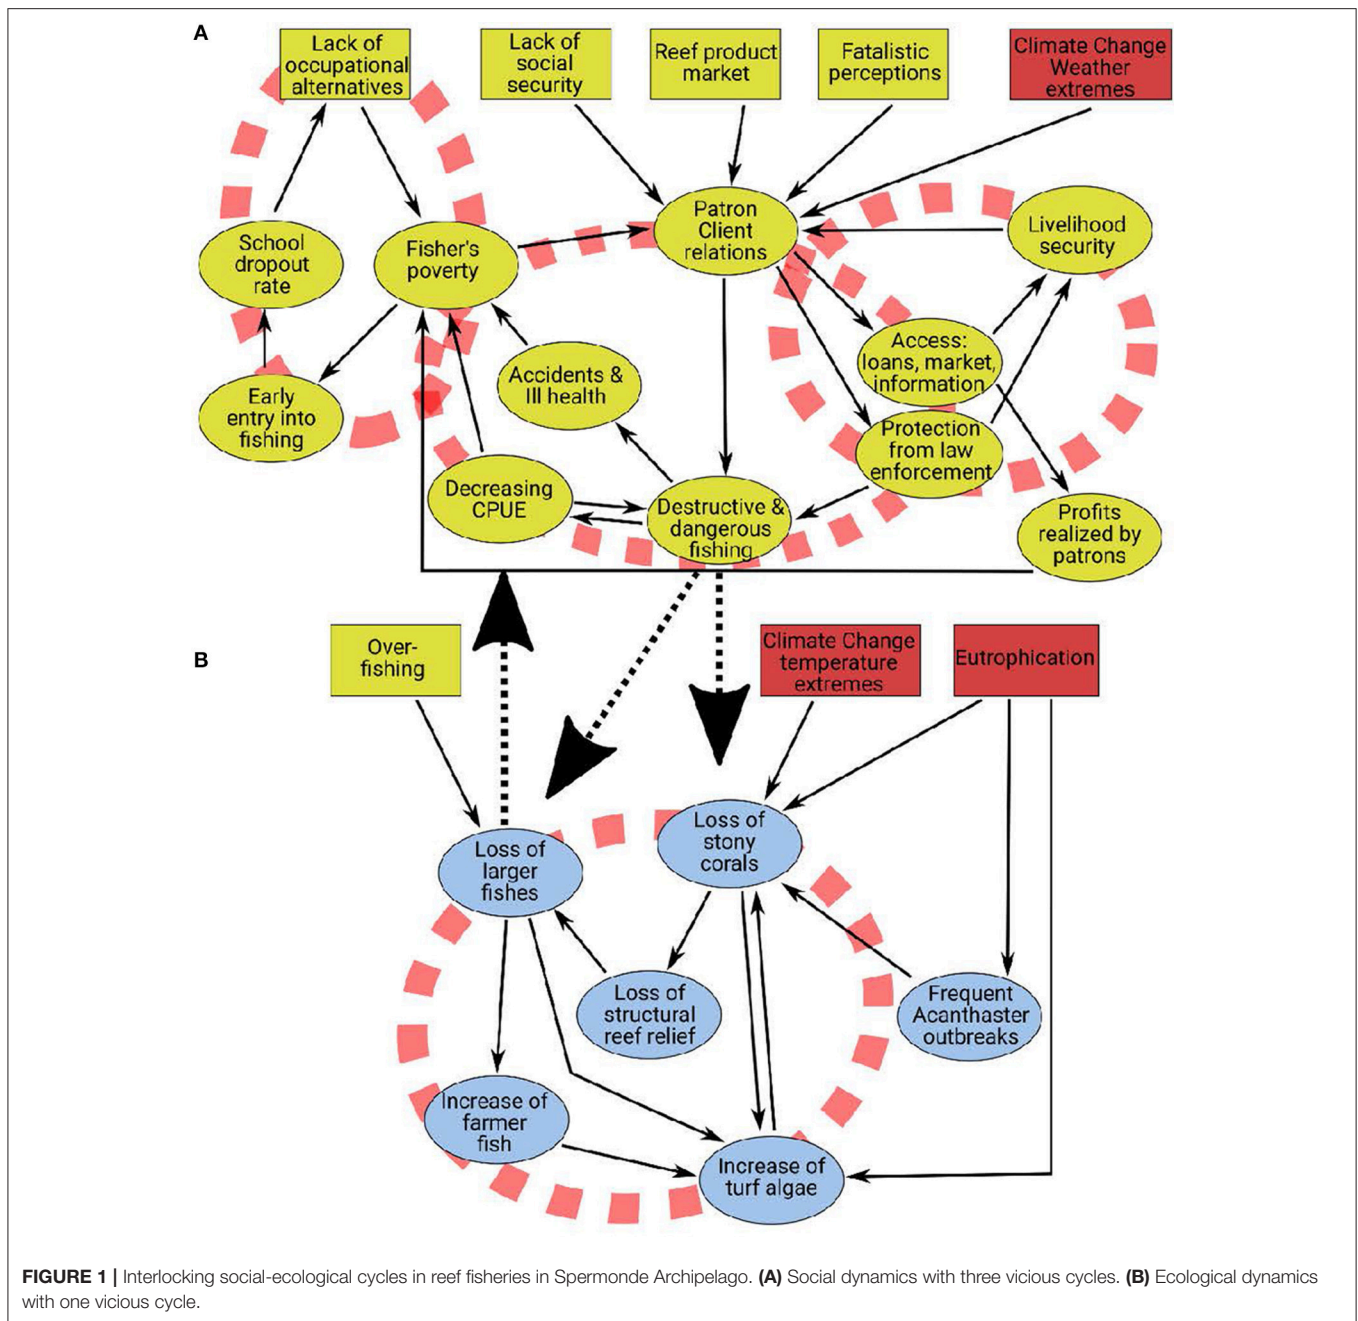 A
Lack of
occupational
alternatives
Lack of
social
security
Reef product
market
Fatalistic
perceptions
Climate Change
Weather
extremes
Patron
Client
relations
Livelihood
security
School
dropout
rate
Fisher's
poverty
Access:
loans, market,
information
Accidents &
Ill health
Early
entry into
fishing
Protection
from law
enforcement
Decreasing
CPUE
Destructive &
dangerous
fishing
Profits
realized by
patrons
B
Over-
fishing
Climate Change
temperature
extremes
Eutrophication
Loss of
larger
fishes
Loss of
stony
corals
Loss of
structural
reef relief
Frequent
Acanthaster
outbreaks
Increase of
farmer
fish
Increase of
turf algae
FIGURE 1 | Interlocking social-ecological cycles in reef fisheries in Spermonde Archipelago. (A) Social dynamics with three vicious cycles. (B) Ecological dynamics
with one vicious cycle.